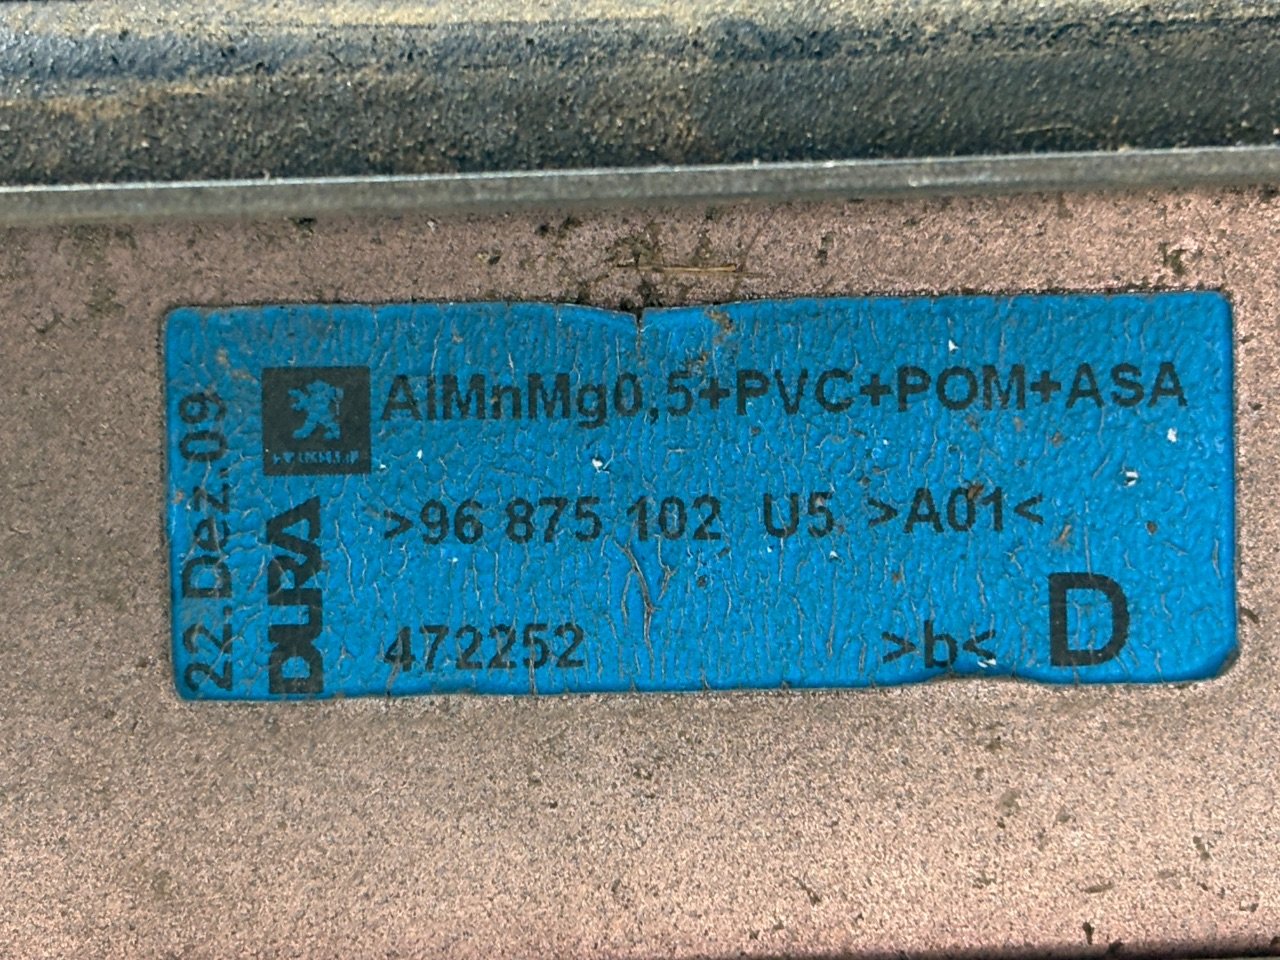 AlMnMg0,5+PVC+POM+ASA
>96 875 102 U5 >A01<
472252 >b< D
22.Dez.09
DURA